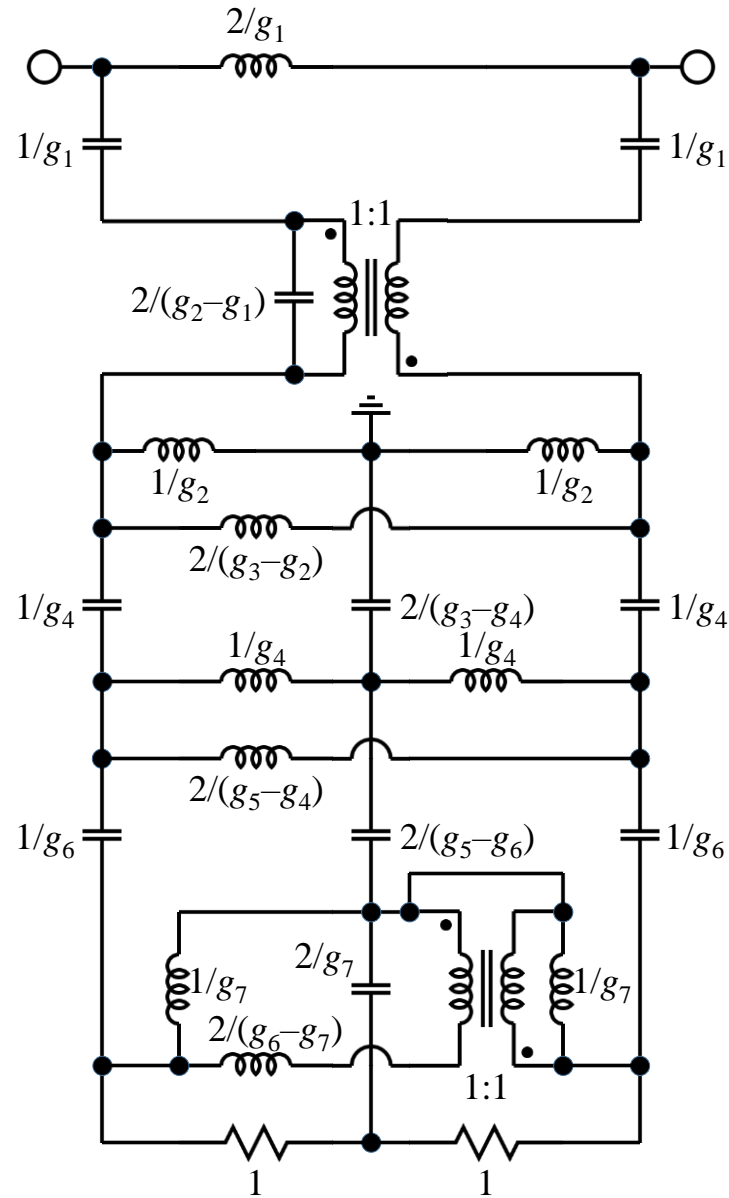 2/g₁
1/g₁
1/g₁
1:1
2/(g₂–g₁)
1/g₂
1/g₂
2/(g₃–g₂)
1/g₄
2/(g₃–g₄)
1/g₄
1/g₄
1/g₄
2/(g₅–g₄)
1/g₆
2/(g₅–g₆)
1/g₆
2/g₇
1/g₇
1/g₇
2/(g₆–g₇)
1:1
1
1